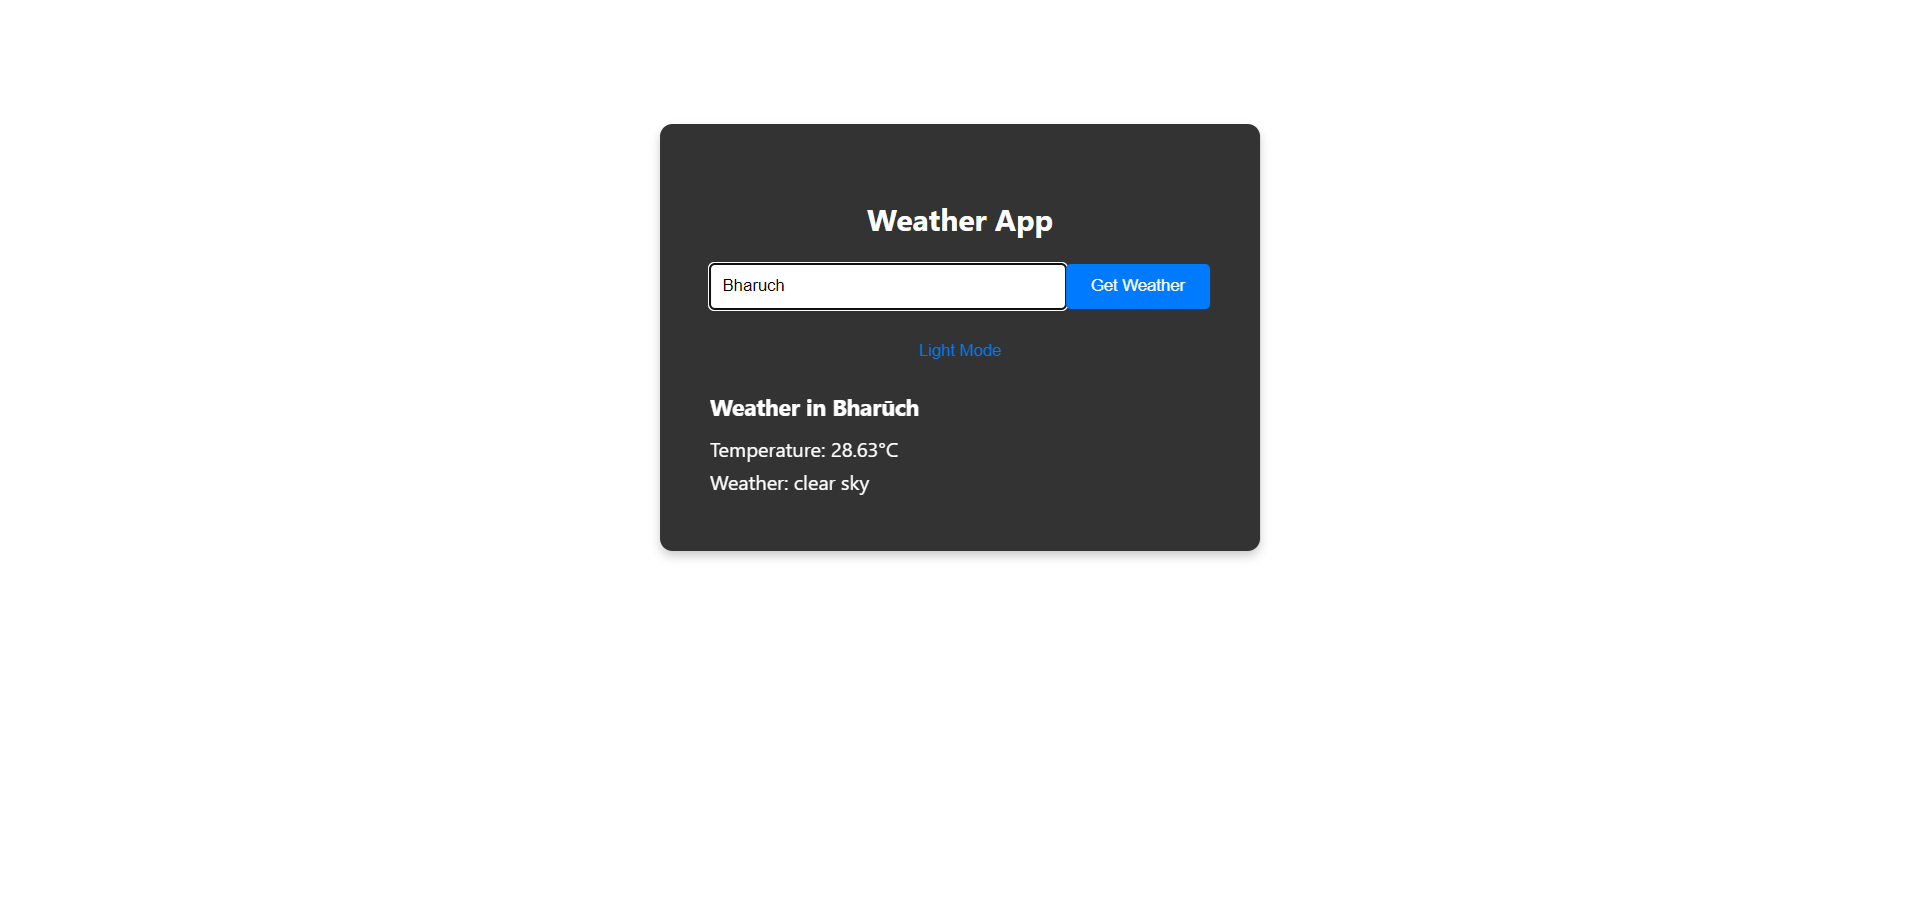 Weather App
Bharuch
Get Weather
Light Mode
Weather in Bharūch
Temperature: 28.63°C
Weather: clear sky